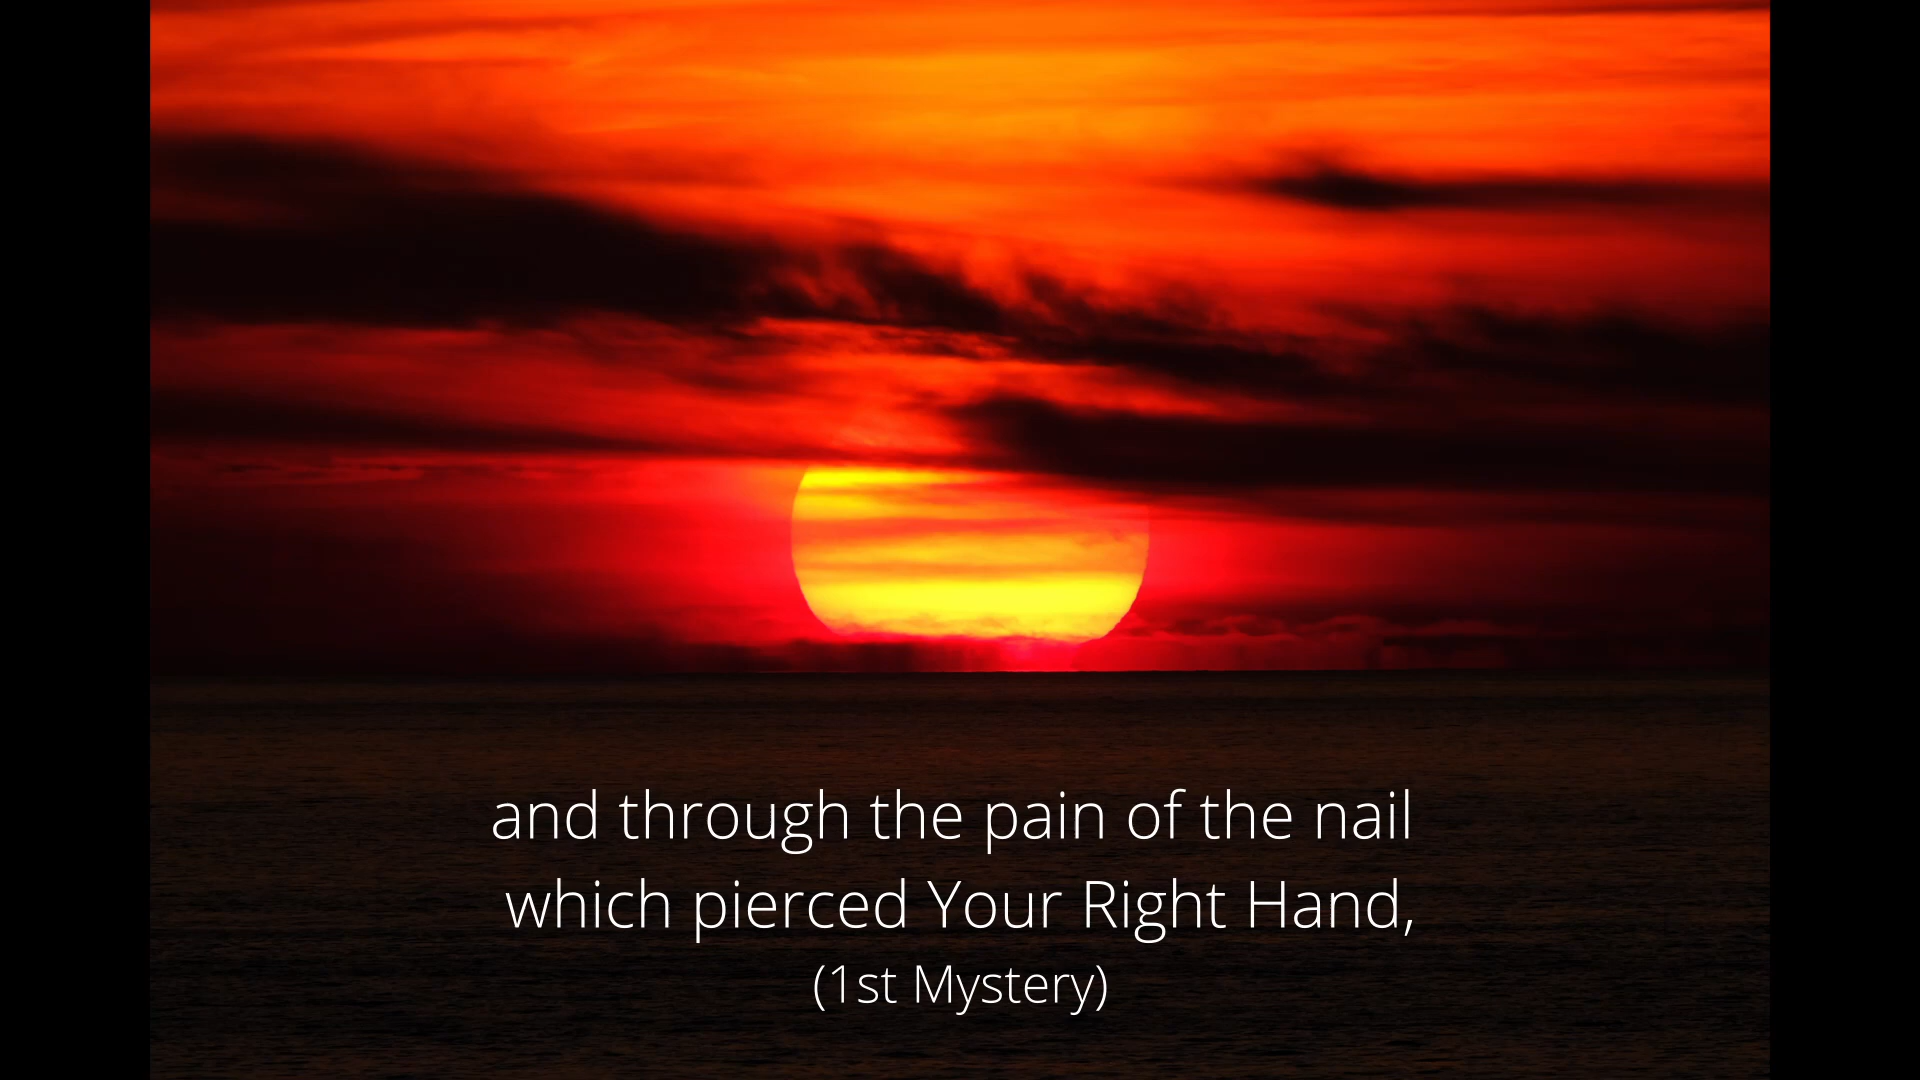 and through the pain of the nail
which pierced Your Right Hand,
(1st Mystery)